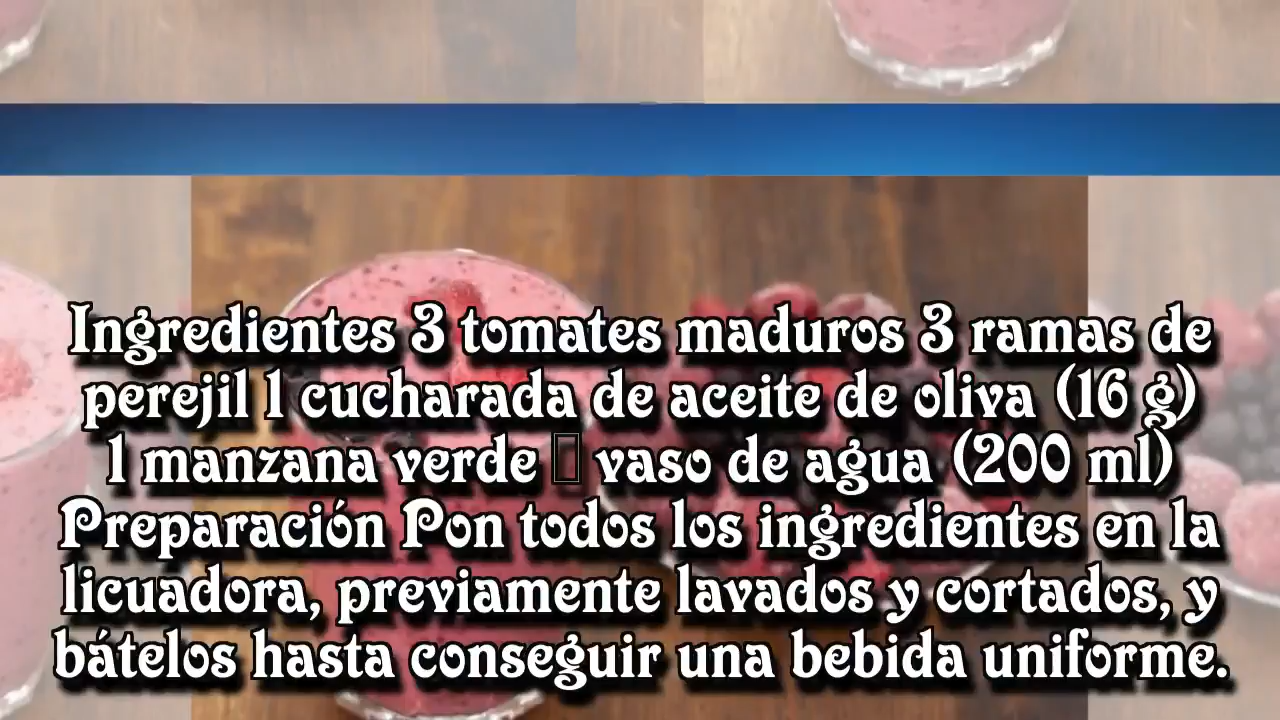 Ingredientes 3 tomates maduros 3 ramas de
perejil 1 cucharada de aceite de oliva (16 g)
1 manzana verde vaso de agua (200 ml)
Preparación Pon todos los ingredientes en la
licuadora, previamente lavados y cortados, y
bátelos hasta conseguir una bebida uniforme.